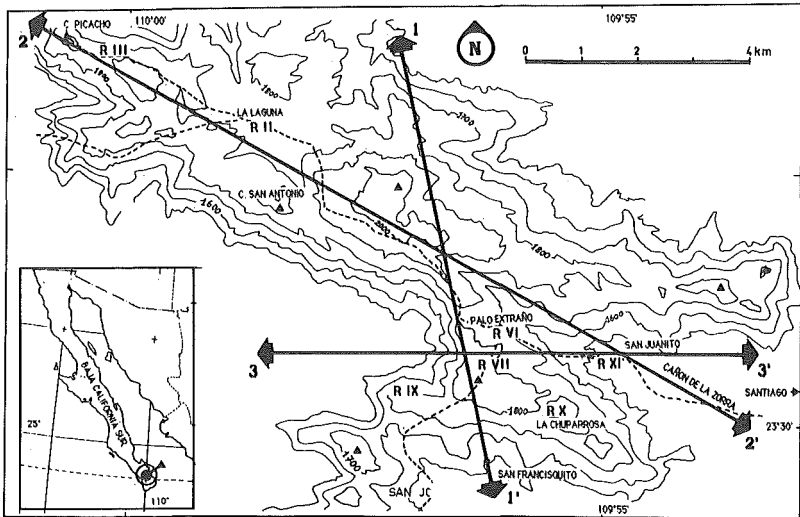 110°00'
109°55'
C. PICACHO
1
N
2
R III
0 1 2 3 4 km
1800
1900
LA LAGUNA
R II
C. SAN ANTONIO
1600
1800
1600
PALO EXTRAÑO
R VI
SAN JUANITO
3
R VII
R XI
3'
CAÑON DE LA ZORRA
SANTIAGO
R IX
R X
1800
LA CHUPARROSA
23°30'
2'
1700
SAN FRANCISQUITO
SAN JO
1'
109°55'
BAJA CALIFORNIA SUR
25°
110°